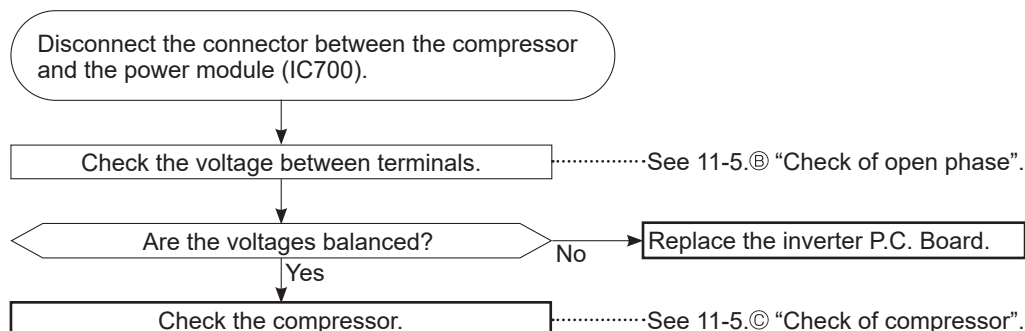 Disconnect the connector between the compressor
and the power module (IC700).
Check the voltage between terminals.
See 11-5.Ⓑ “Check of open phase”.
Are the voltages balanced?
No
Replace the inverter P.C. Board.
Yes
Check the compressor.
See 11-5.Ⓒ “Check of compressor”.